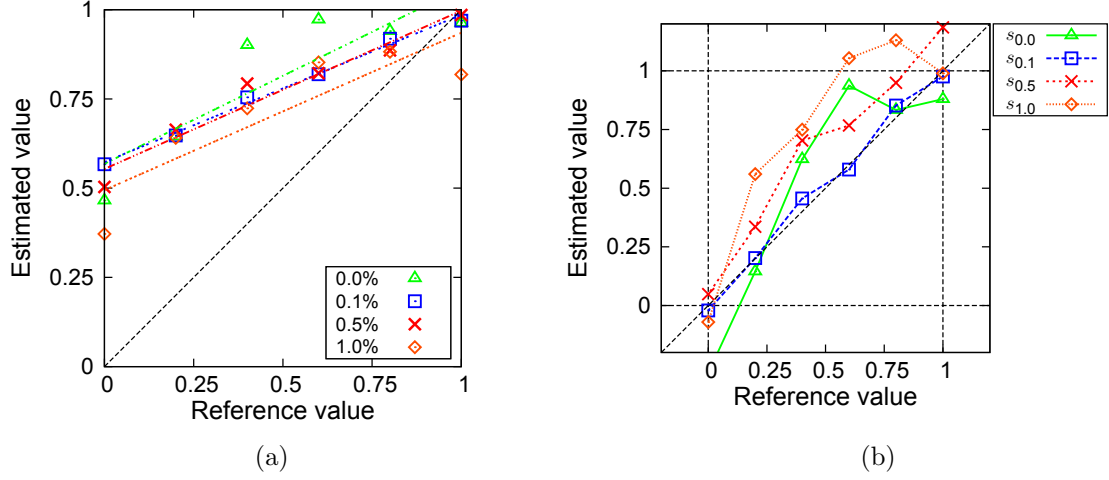 1
0.75
0.5
0.25
0
0 0.25 0.5 0.75 1
Estimated value
Reference value
0.0%
0.1%
0.5%
1.0%
(a)
1
0.75
0.5
0.25
0
0 0.25 0.5 0.75 1
Estimated value
Reference value
s0.0
s0.1
s0.5
s1.0
(b)